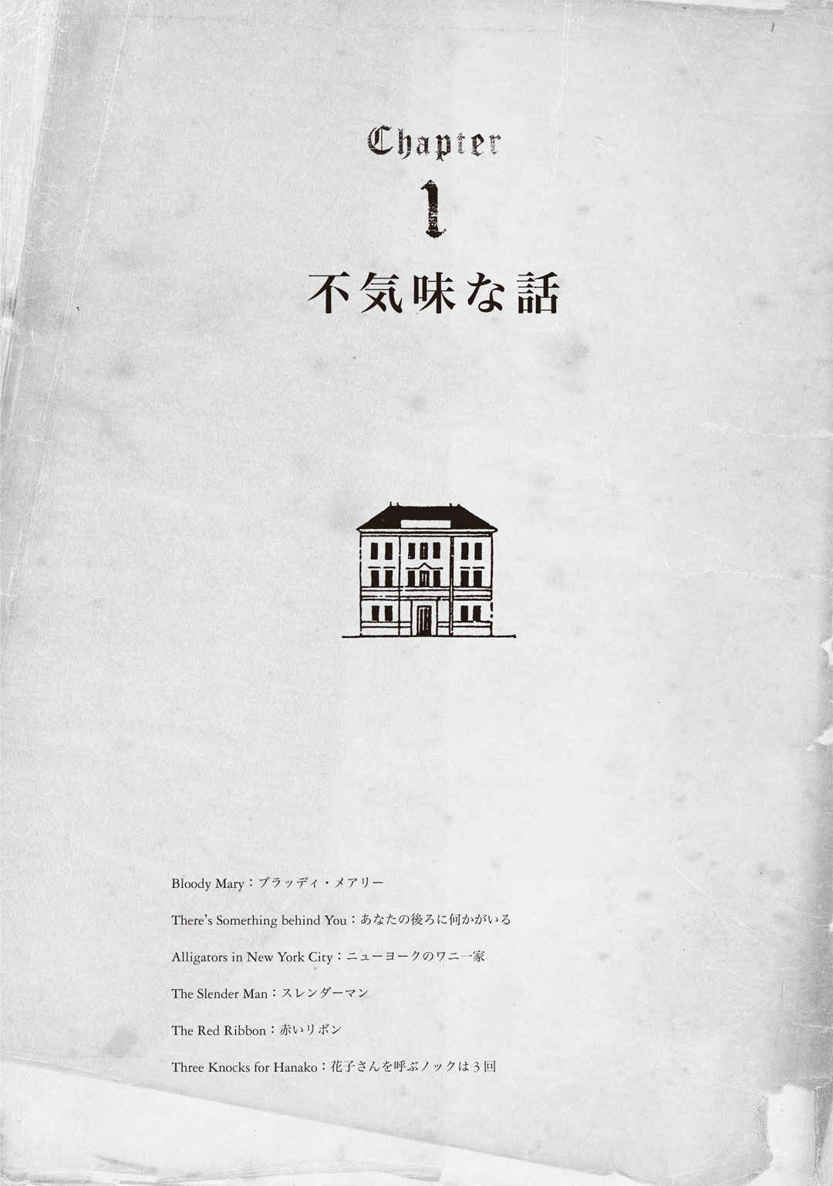 Chapter
1
不気味な話
Bloody Mary：ブラッディ・メアリー
There's Something behind You：あなたの後ろに何かがいる
Alligators in New York City：ニューヨークのワニ一家
The Slender Man：スレンダーマン
The Red Ribbon：赤いリボン
Three Knocks for Hanako：花子さんを呼ぶノックは3回